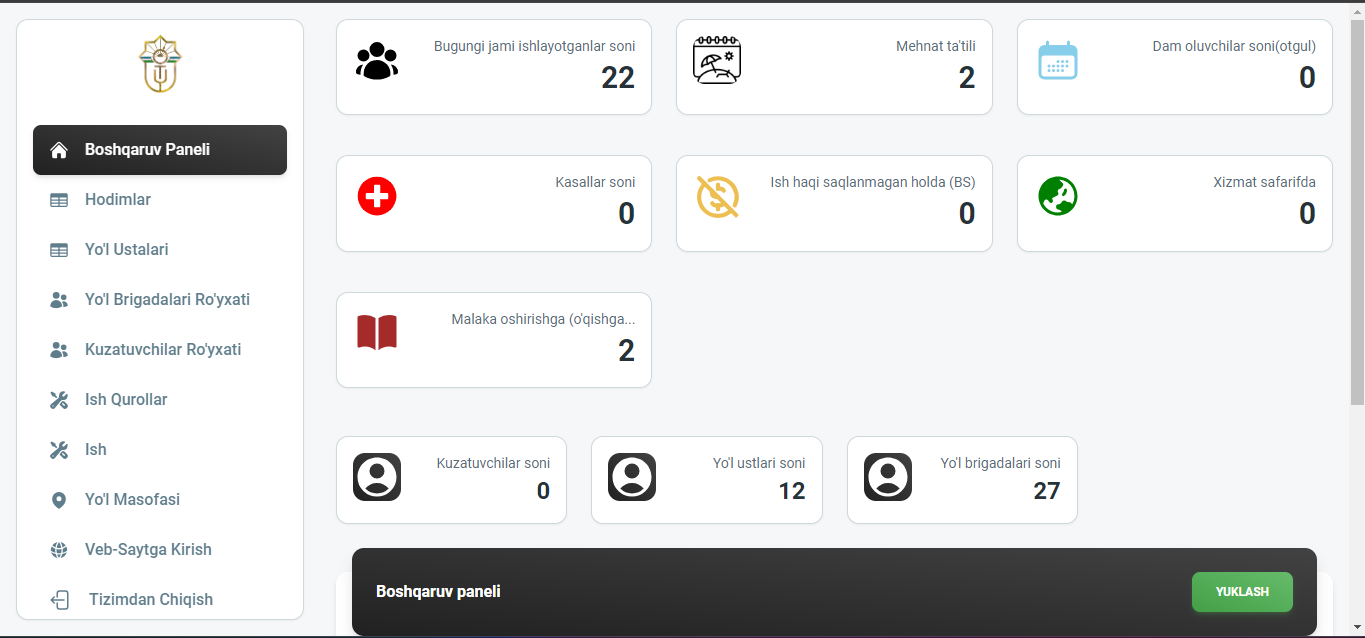 Boshqaruv Paneli
Hodimlar
Yo'l Ustalari
Yo'l Brigadalari Ro'yxati
Kuzatuvchilar Ro'yxati
Ish Qurollar
Ish
Yo'l Masofasi
Veb-Saytga Kirish
Tizimdan Chiqish
Bugungi jami ishlayotganlar soni
22
Mehnat ta'tili
2
Dam oluvchilar soni(otgul)
0
Kasallar soni
0
Ish haqi saqlanmagan holda (BS)
0
Xizmat safarifda
0
Malaka oshirishga (o'qishga...
2
Kuzatuvchilar soni
0
Yo'l ustlari soni
12
Yo'l brigadalari soni
27
Boshqaruv paneli
YUKLASH